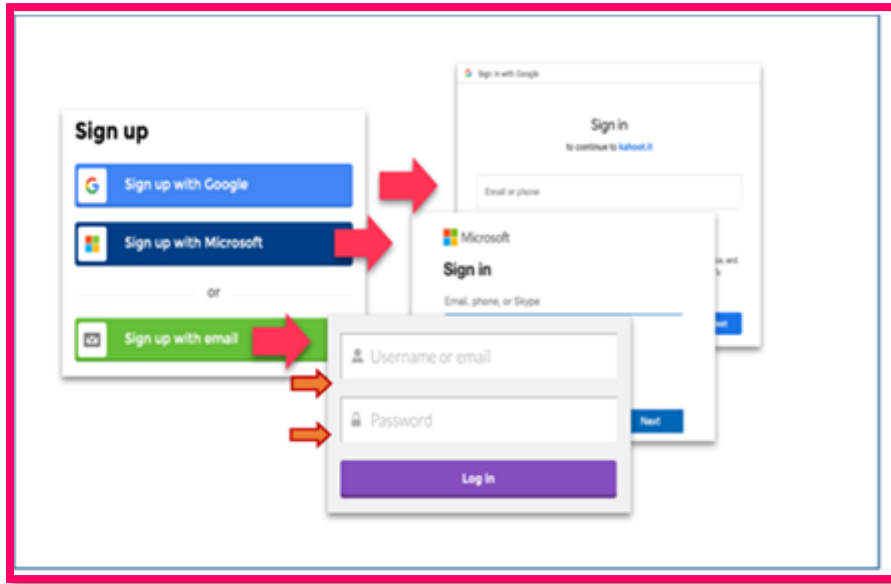 Sign up
Sign up with Google
Sign up with Microsoft
or
Sign up with email
Sign in with Google
Sign in
to continue to kahoot.it
Email or phone
Microsoft
Sign in
Email, phone, or Skype
and
Next
Username or email
Password
Log in